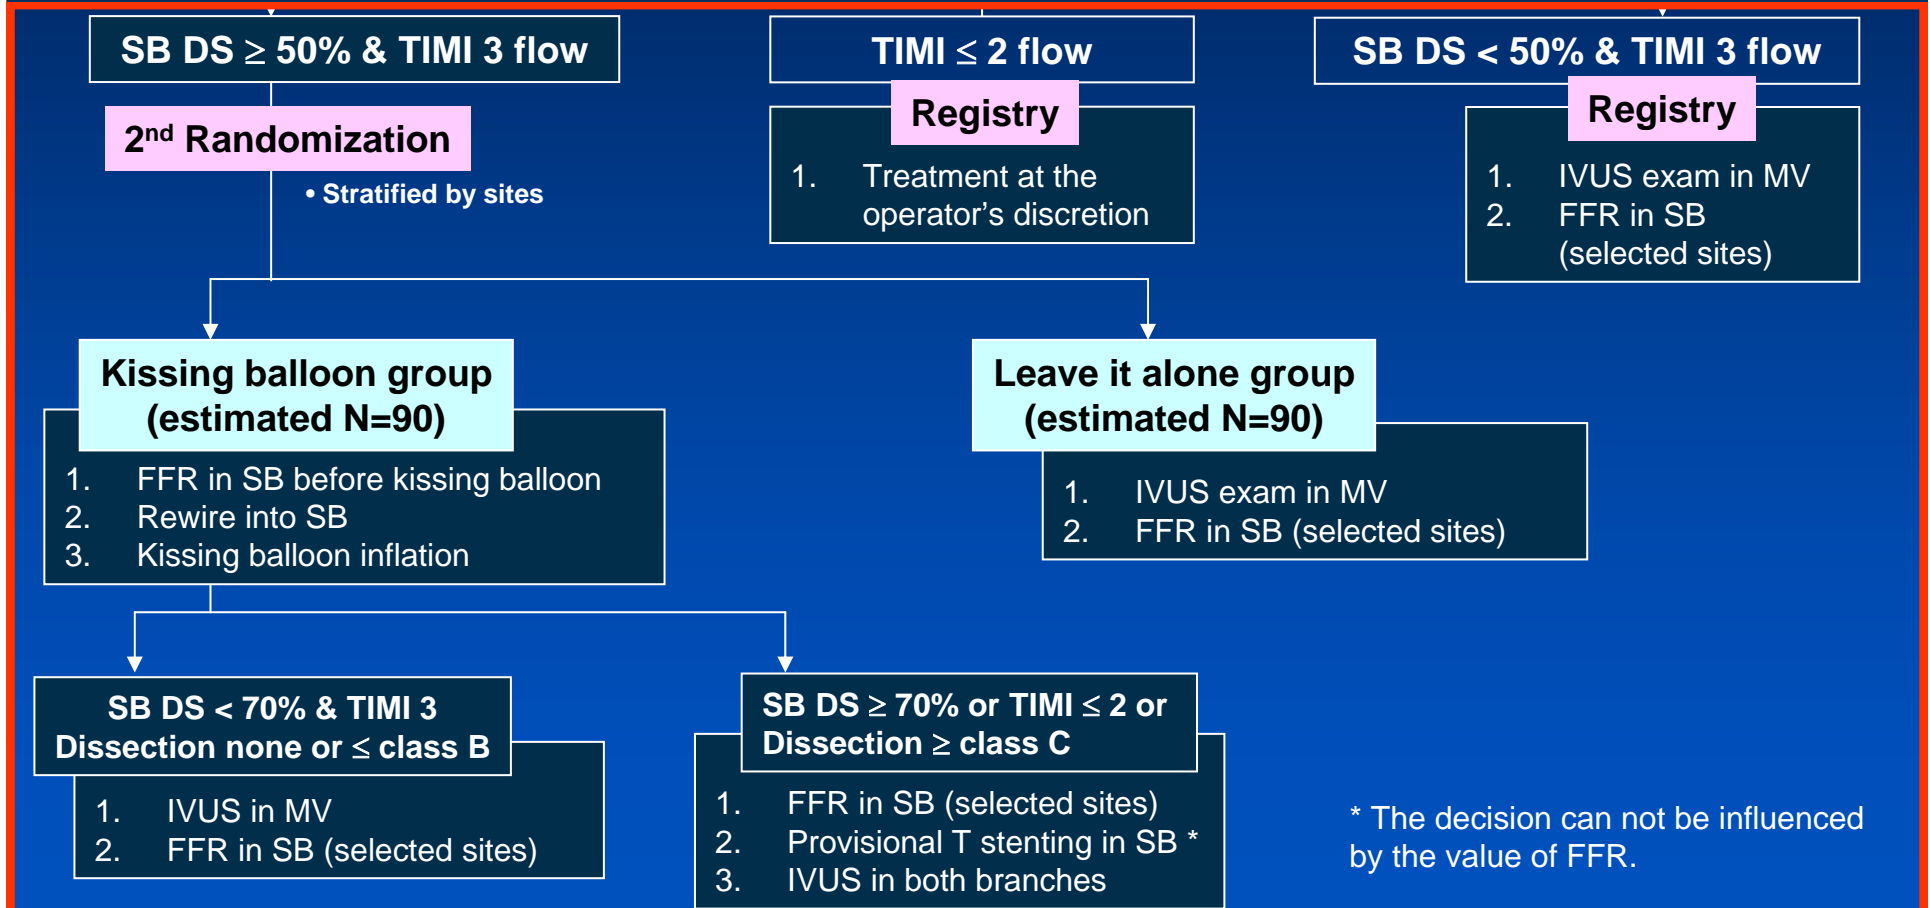 SB DS ≥ 50% & TIMI 3 flow
2nd Randomization
• Stratified by sites
TIMI ≤ 2 flow
Registry
1. Treatment at the
operator’s discretion
SB DS < 50% & TIMI 3 flow
Registry
1. IVUS exam in MV
2. FFR in SB
(selected sites)
Kissing balloon group
(estimated N=90)
1. FFR in SB before kissing balloon
2. Rewire into SB
3. Kissing balloon inflation
Leave it alone group
(estimated N=90)
1. IVUS exam in MV
2. FFR in SB (selected sites)
SB DS < 70% & TIMI 3
Dissection none or ≤ class B
1. IVUS in MV
2. FFR in SB (selected sites)
SB DS ≥ 70% or TIMI ≤ 2 or
Dissection ≥ class C
1. FFR in SB (selected sites)
2. Provisional T stenting in SB *
3. IVUS in both branches
* The decision can not be influenced
by the value of FFR.